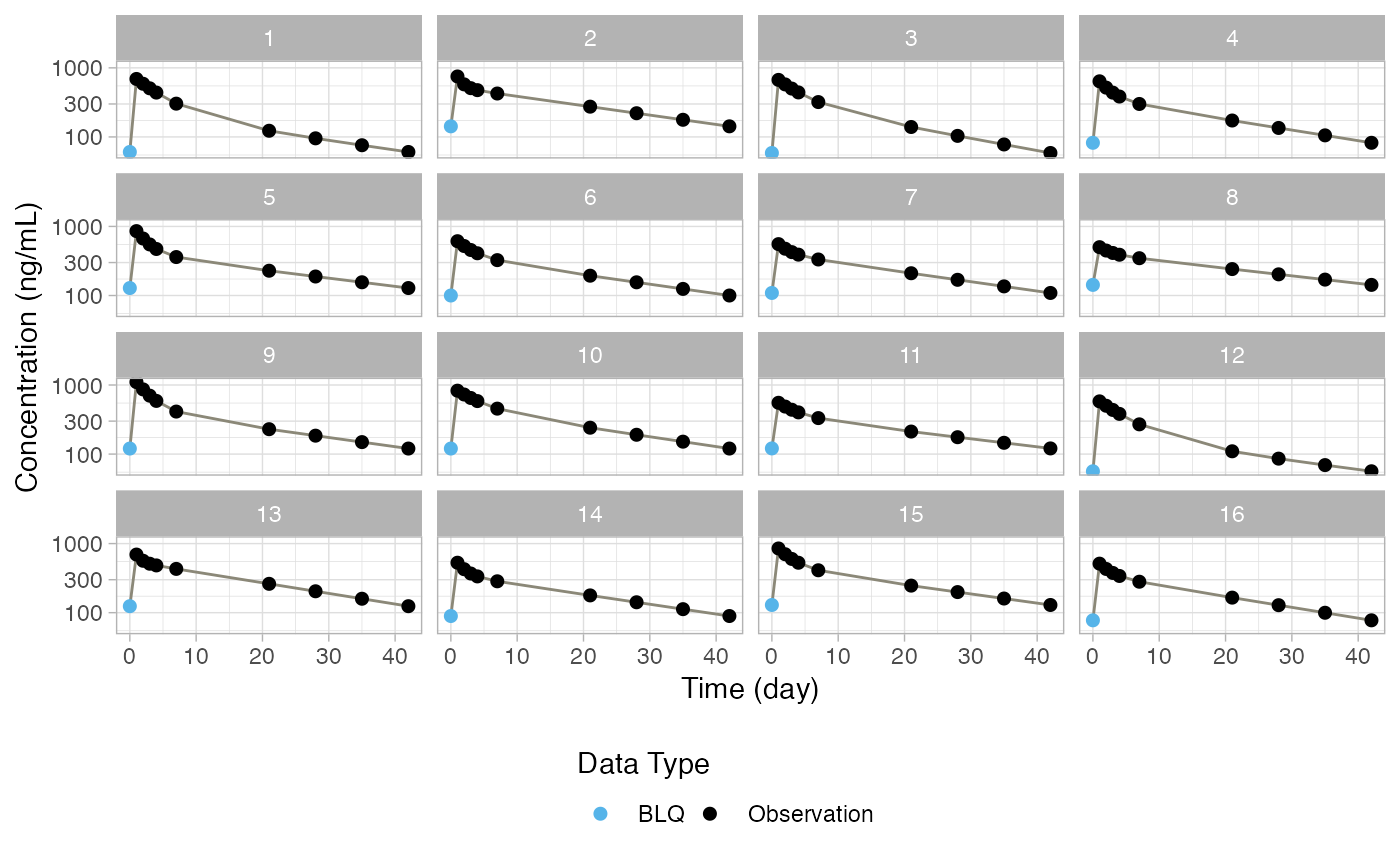 1 2 3 4
1000
300
100
5 6 7 8
1000
300
100
9 10 11 12
1000
300
100
13 14 15 16
1000
300
100
Concentration (ng/mL)
0 10 20 30 40 0 10 20 30 40 0 10 20 30 40 0 10 20 30 40
Time (day)
Data Type
BLQ Observation